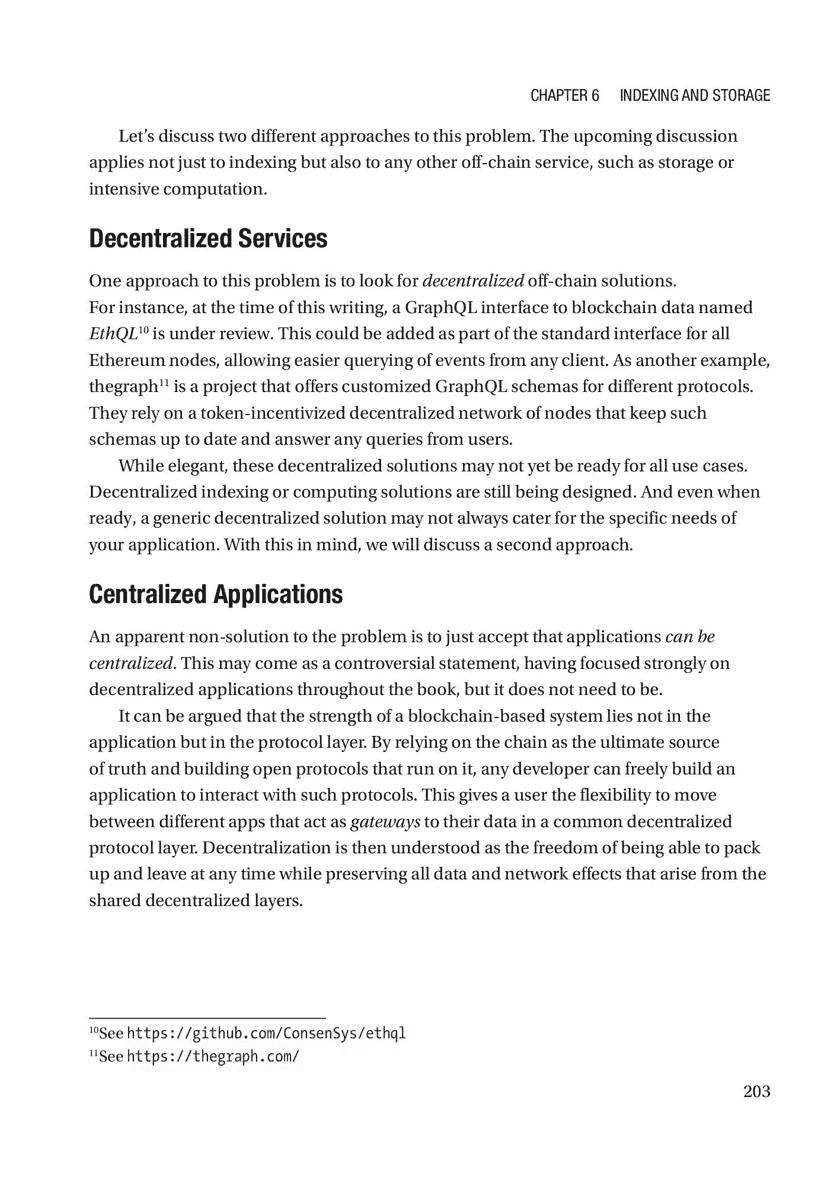 CHAPTER 6 INDEXING AND STORAGE
Let’s discuss two different approaches to this problem. The upcoming discussion
applies not just to indexing but also to any other off-chain service, such as storage or
intensive computation.
Decentralized Services
One approach to this problem is to look for decentralized off-chain solutions.
For instance, at the time of this writing, a GraphQL interface to blockchain data named
EthQL¹⁰ is under review. This could be added as part of the standard interface for all
Ethereum nodes, allowing easier querying of events from any client. As another example,
thegraph¹¹ is a project that offers customized GraphQL schemas for different protocols.
They rely on a token-incentivized decentralized network of nodes that keep such
schemas up to date and answer any queries from users.
While elegant, these decentralized solutions may not yet be ready for all use cases.
Decentralized indexing or computing solutions are still being designed. And even when
ready, a generic decentralized solution may not always cater for the specific needs of
your application. With this in mind, we will discuss a second approach.
Centralized Applications
An apparent non-solution to the problem is to just accept that applications can be
centralized. This may come as a controversial statement, having focused strongly on
decentralized applications throughout the book, but it does not need to be.
It can be argued that the strength of a blockchain-based system lies not in the
application but in the protocol layer. By relying on the chain as the ultimate source
of truth and building open protocols that run on it, any developer can freely build an
application to interact with such protocols. This gives a user the flexibility to move
between different apps that act as gateways to their data in a common decentralized
protocol layer. Decentralization is then understood as the freedom of being able to pack
up and leave at any time while preserving all data and network effects that arise from the
shared decentralized layers.
¹⁰See https://github.com/ConsenSys/ethql
¹¹See https://thegraph.com/
203